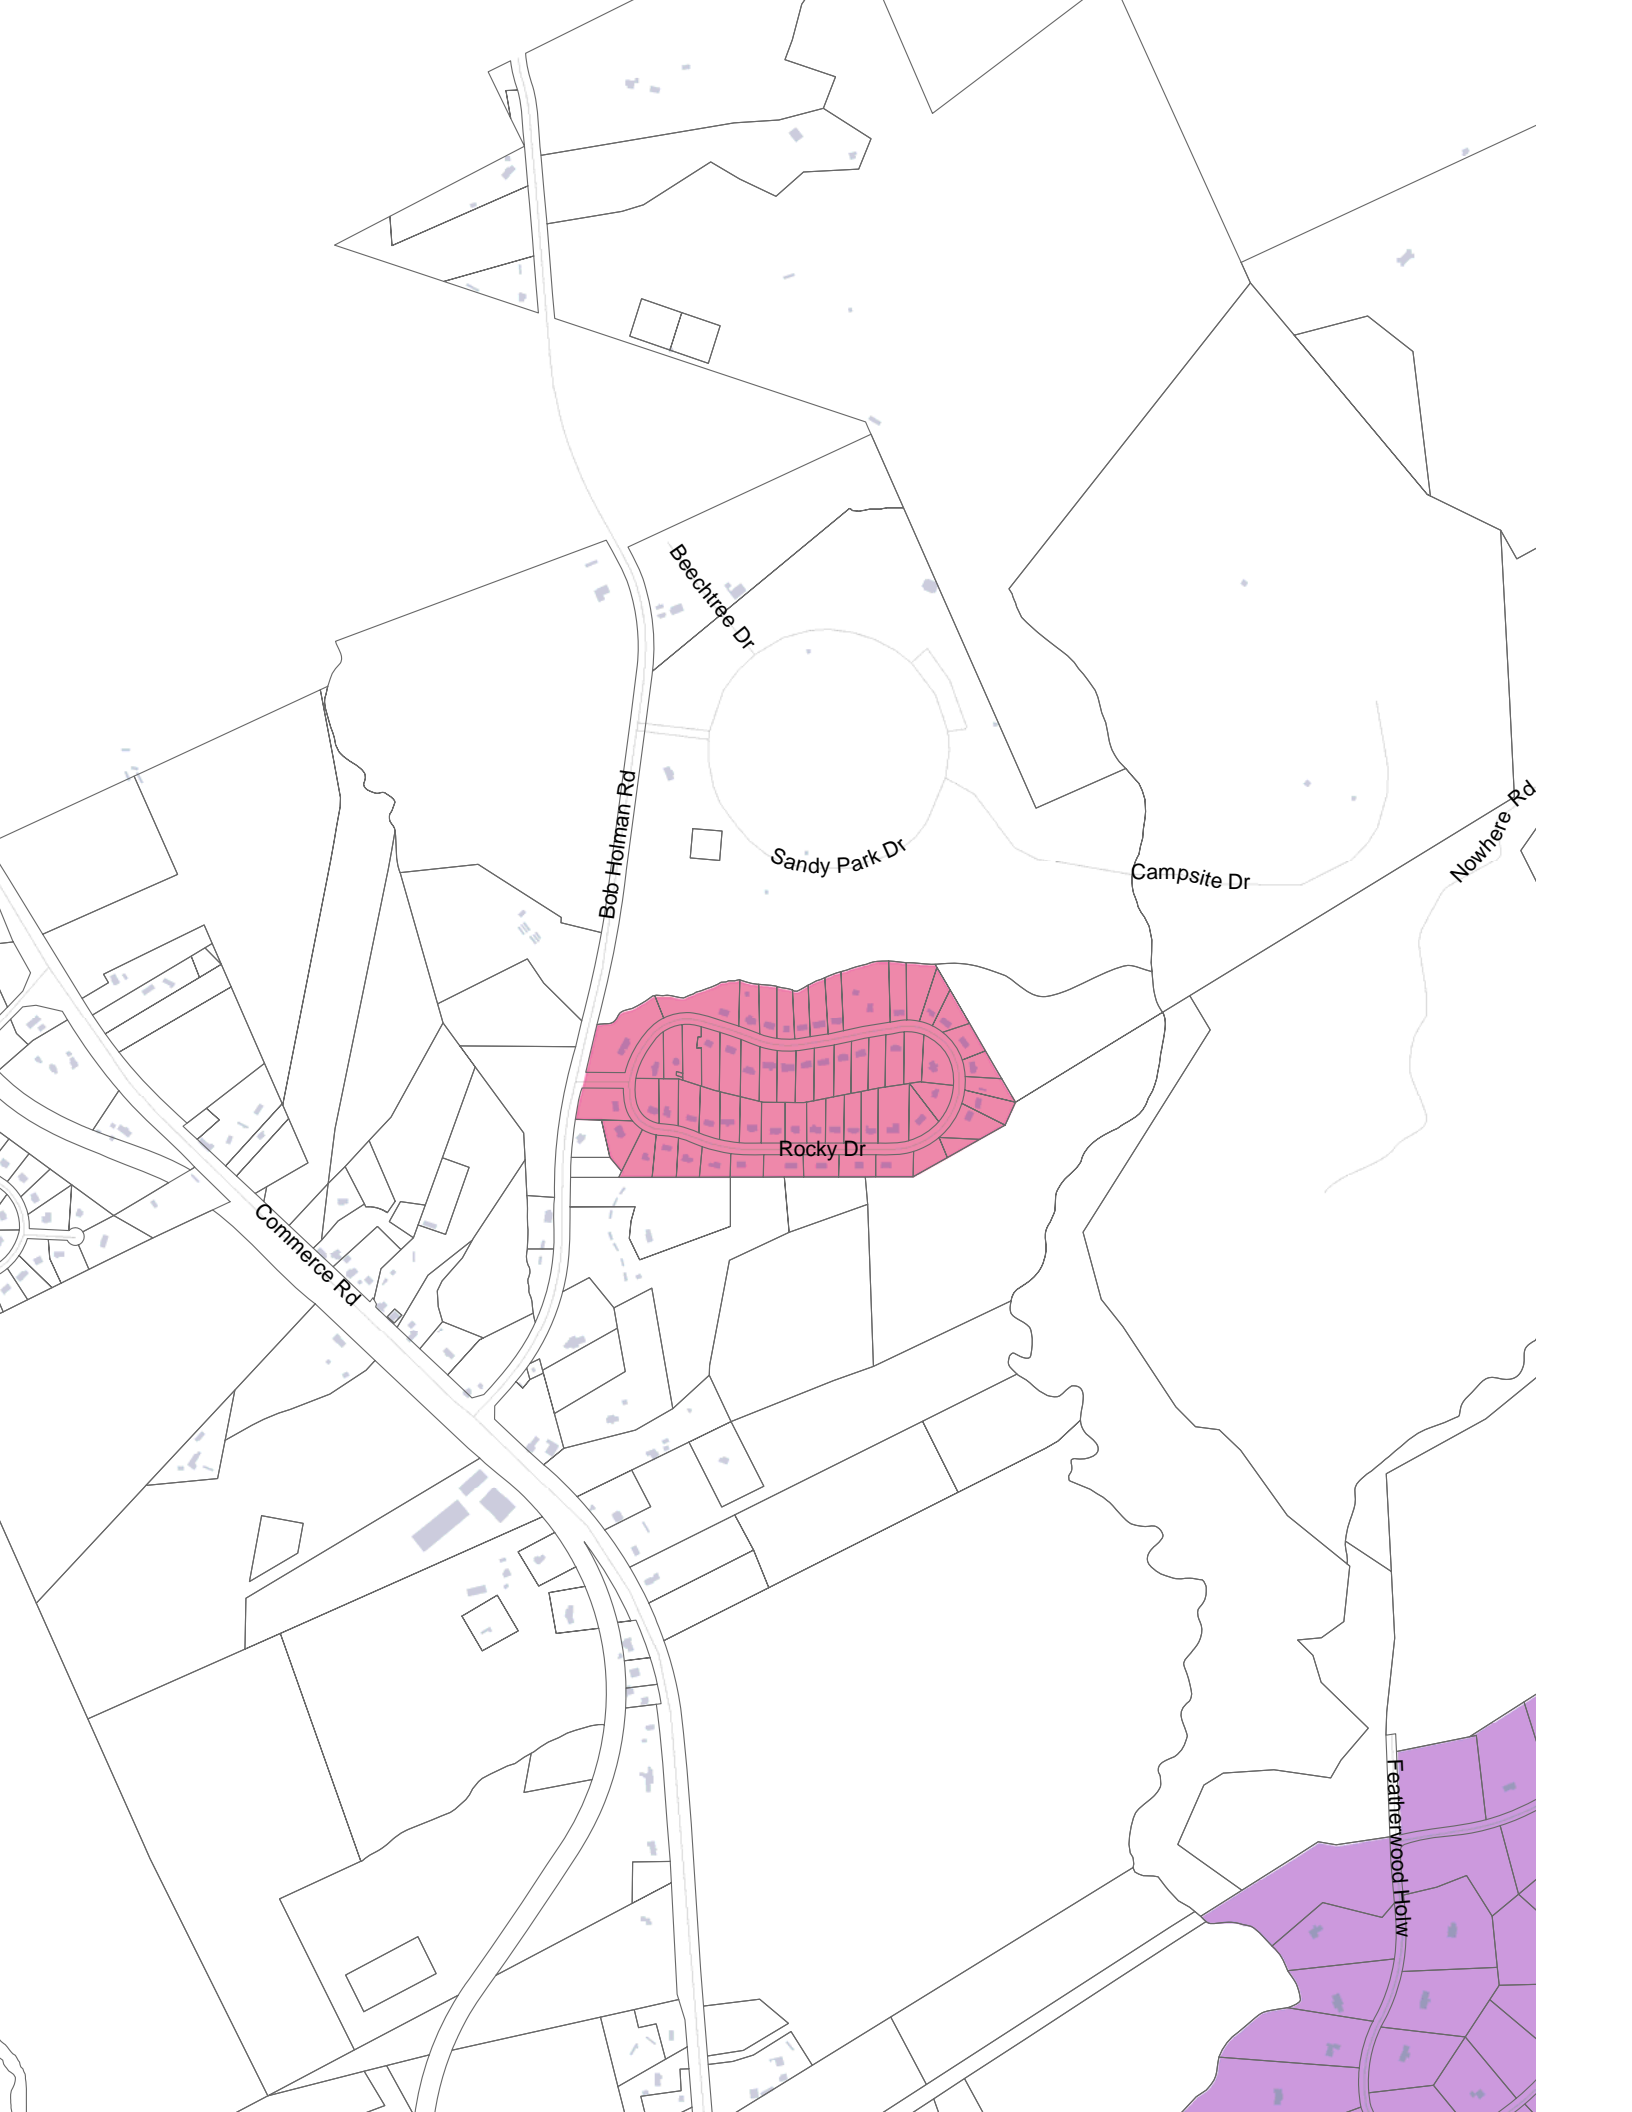 Beechtree Dr
Bob Holman Rd
Sandy Park Dr
Campsite Dr
Nowhere Rd
Rocky Dr
Commerce Rd
Featherwood Holw